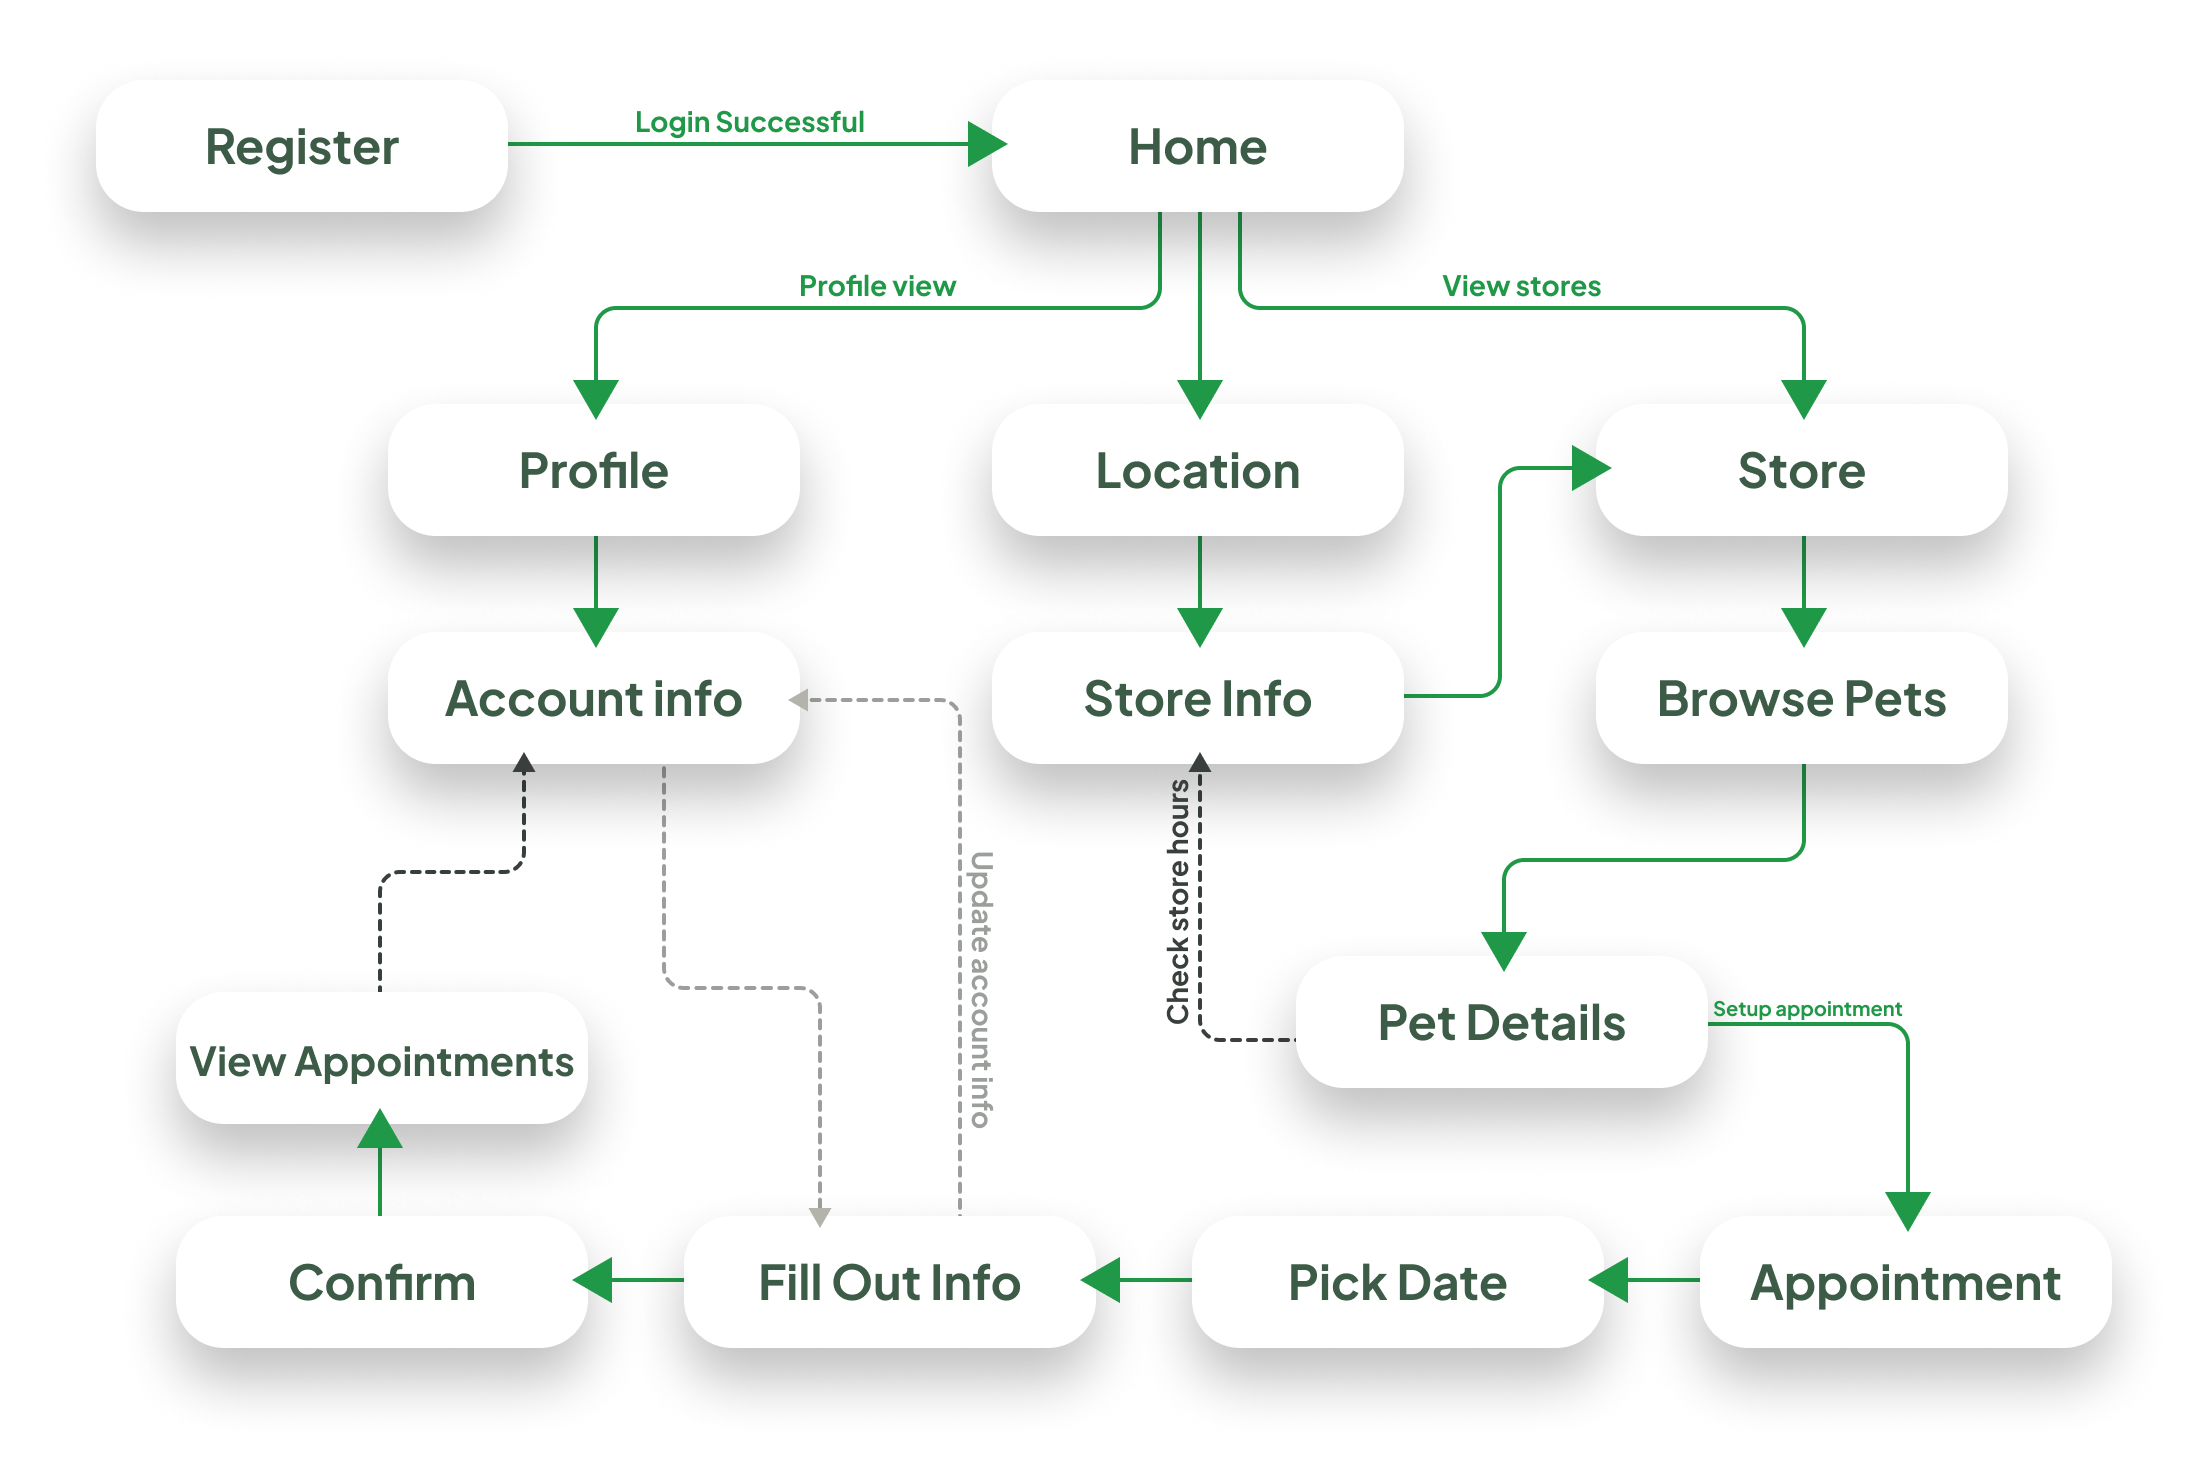 Register
Login Successful
Home
Profile view
View stores
Profile
Location
Store
Account info
Store Info
Browse Pets
Update account info
Check store hours
Pet Details
Setup appointment
View Appointments
Confirm
Fill Out Info
Pick Date
Appointment